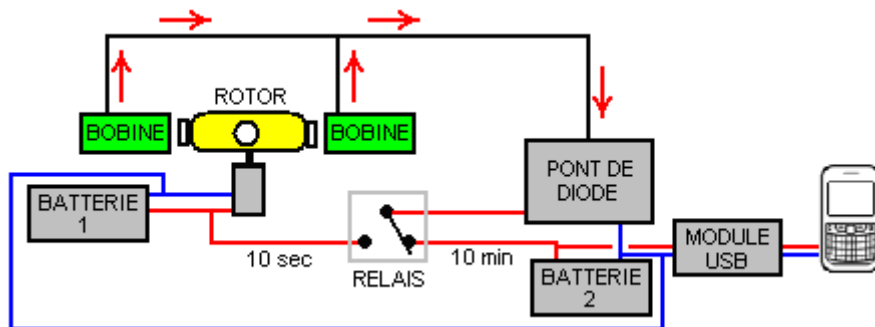 ROTOR
BOBINE
BOBINE
PONT DE
DIODE
BATTERIE
1
10 sec
RELAIS
10 min
BATTERIE
2
MODULE
USB